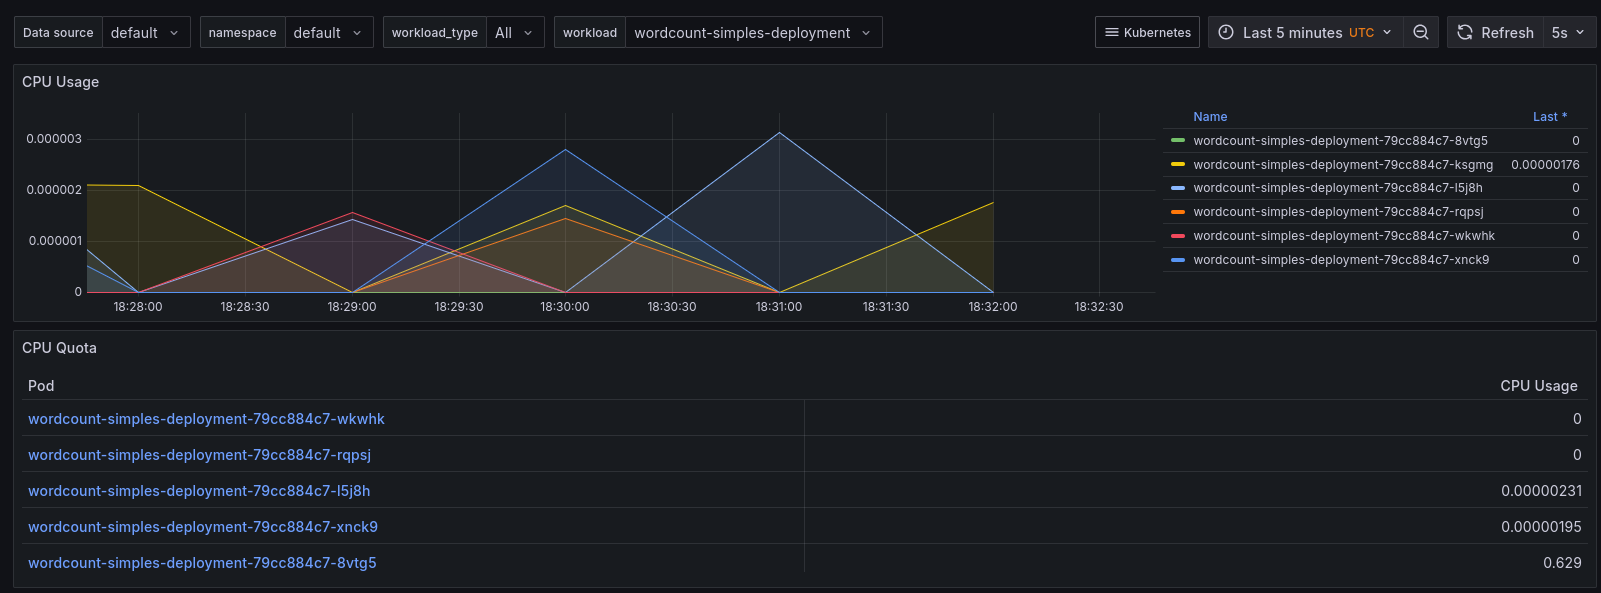 Data source default namespace default workload_type All workload wordcount-simples-deployment Kubernetes Last 5 minutes UTC Refresh 5s
CPU Usage
0.000003
0.000002
0.000001
0
18:28:00 18:28:30 18:29:00 18:29:30 18:30:00 18:30:30 18:31:00 18:31:30 18:32:00 18:32:30
Name Last *
wordcount-simples-deployment-79cc884c7-8vtg5 0
wordcount-simples-deployment-79cc884c7-ksgmg 0.00000176
wordcount-simples-deployment-79cc884c7-l5j8h 0
wordcount-simples-deployment-79cc884c7-rqpsj 0
wordcount-simples-deployment-79cc884c7-wkwhk 0
wordcount-simples-deployment-79cc884c7-xnck9 0
CPU Quota
Pod CPU Usage
wordcount-simples-deployment-79cc884c7-wkwhk 0
wordcount-simples-deployment-79cc884c7-rqpsj 0
wordcount-simples-deployment-79cc884c7-l5j8h 0.00000231
wordcount-simples-deployment-79cc884c7-xnck9 0.00000195
wordcount-simples-deployment-79cc884c7-8vtg5 0.629